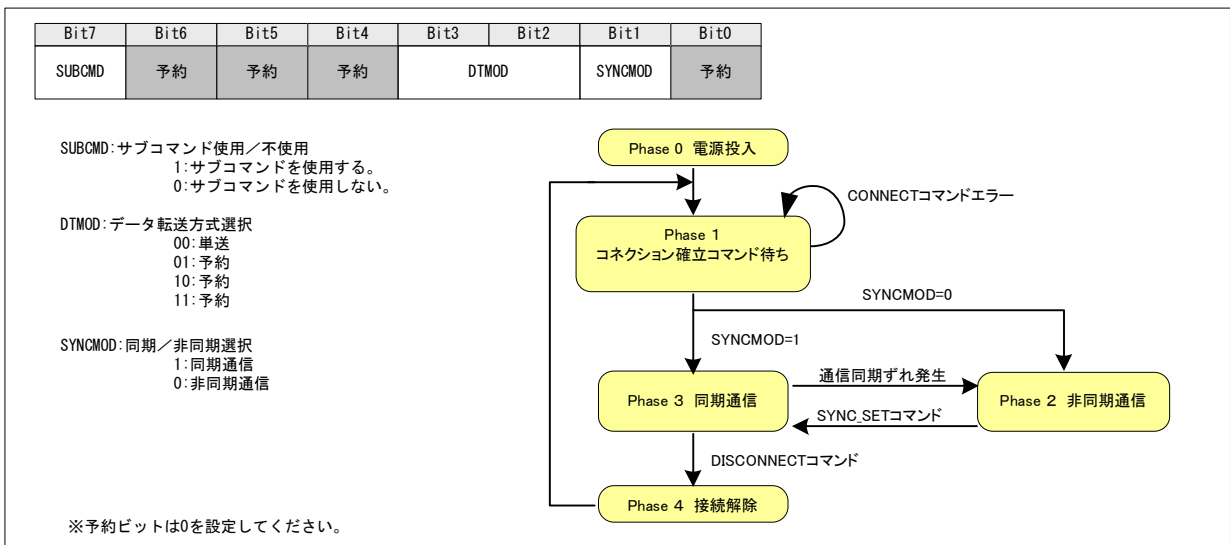 Bit7 Bit6 Bit5 Bit4 Bit3 Bit2 Bit1 Bit0
SUBCMD 予約 予約 予約 DTMOD SYNCMOD 予約
SUBCMD:サブコマンド使用／不使用
1:サブコマンドを使用する。
0:サブコマンドを使用しない。
DTMOD:データ転送方式選択
00:単送
01:予約
10:予約
11:予約
SYNCMOD:同期／非同期選択
1:同期通信
0:非同期通信
※予約ビットは0を設定してください。
Phase 0 電源投入
CONNECTコマンドエラー
Phase 1
コネクション確立コマンド待ち
SYNCMOD=0
SYNCMOD=1
通信同期ずれ発生
Phase 3 同期通信
Phase 2 非同期通信
SYNC_SETコマンド
DISCONNECTコマンド
Phase 4 接続解除